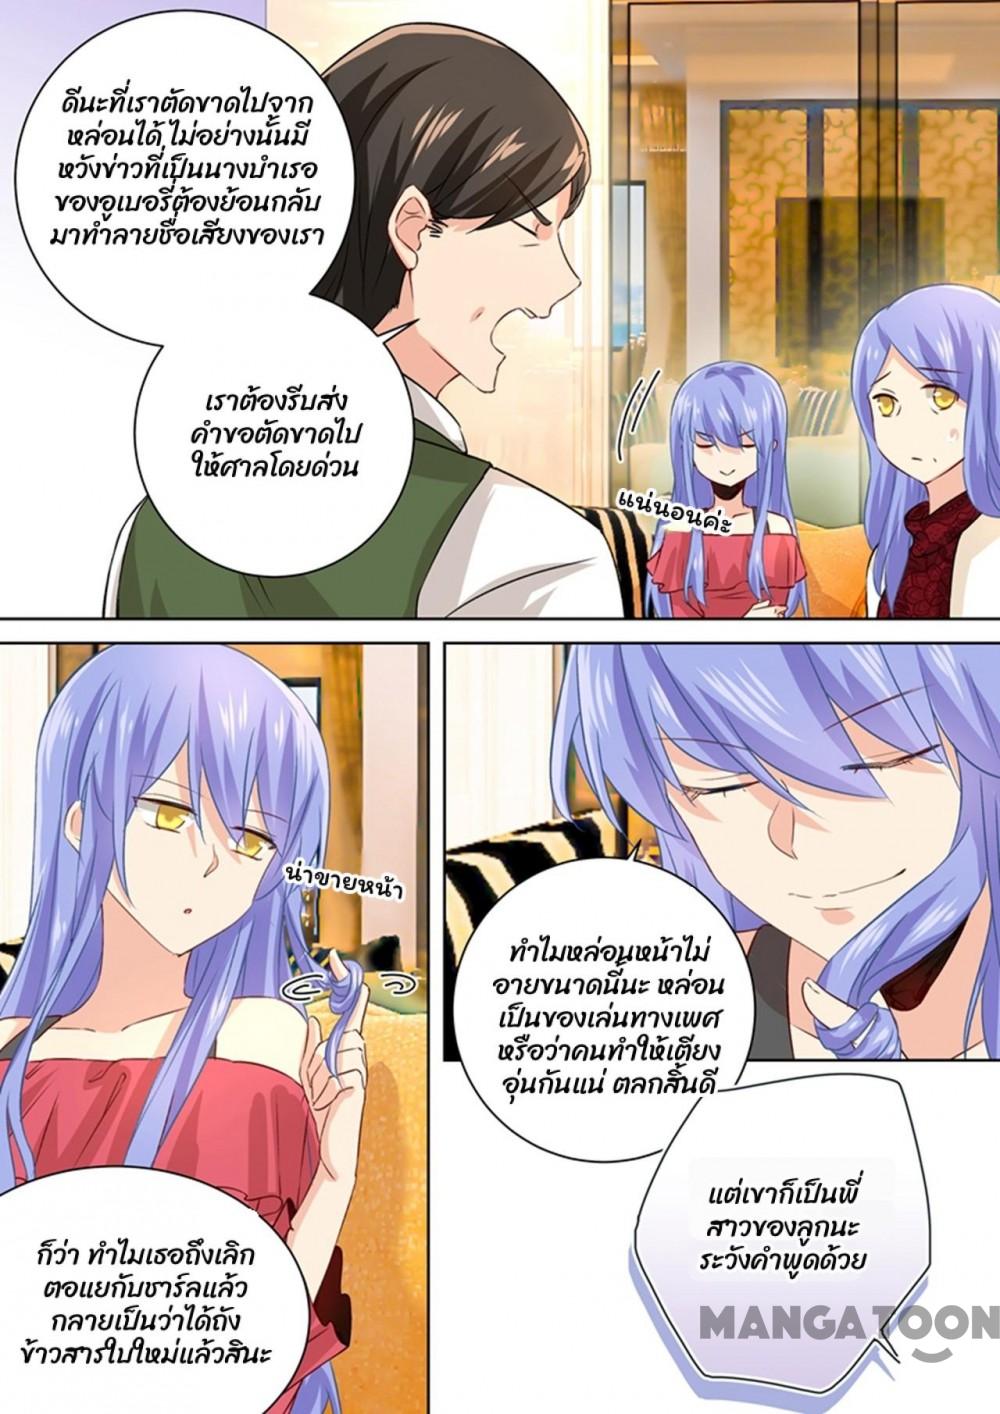 ดีนะที่เราตัดขาดไปจาก
หล่อนได้ ไม่อย่างนั้นมี
หวังข่าวที่เป็นนางบำเรอ
ของอูเบอรี่ต้องย้อนกลับ
มาทำลายชื่อเสียงของเรา
เราต้องรีบส่ง
คำขอตัดขาดไป
ให้ศาลโดยด่วน
แน่นอนค่ะ
น่าขายหน้า
ก็ว่า ทำไมเธอถึงเลิก
ตอแยกับชาร์ลแล้ว
กลายเป็นว่าได้ถัง
ข้าวสารใบใหม่แล้วสินะ
ทำไมหล่อนหน้าไม่
อายขนาดนี้นะ หล่อน
เป็นของเล่นทางเพศ
หรือว่าคนทำให้เตียง
อุ่นกันแน่ ตลกสิ้นดี
แต่เขาก็เป็นพี่
สาวของลูกนะ
ระวังคำพูดด้วย
MANGATOON